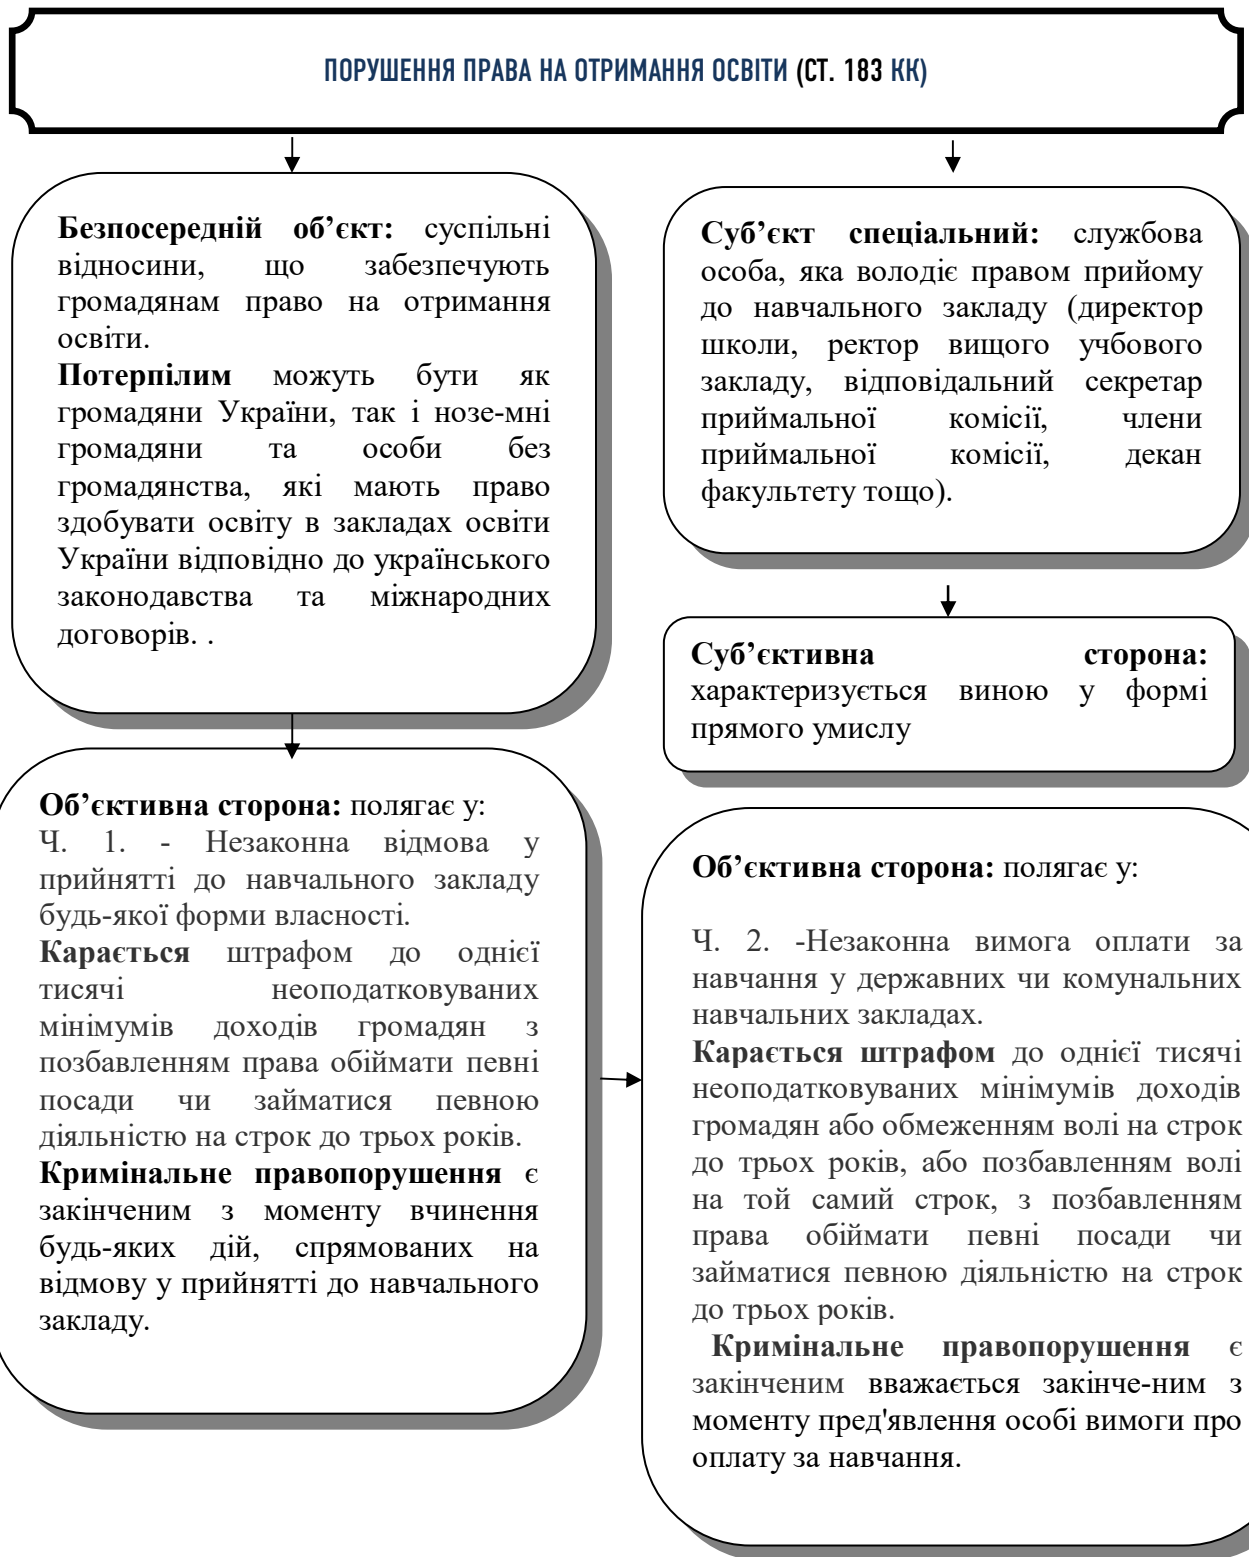 ПОРУШЕННЯ ПРАВА НА ОТРИМАННЯ ОСВІТИ (СТ. 183 КК)
Безпосередній об’єкт: суспільні
відносини, що забезпечують
громадянам право на отримання
освіти.
Потерпілим можуть бути як
громадяни України, так і нозе-мні
громадяни та особи без
громадянства, які мають право
здобувати освіту в закладах освіти
України відповідно до українського
законодавства та міжнародних
договорів. .
Суб’єкт спеціальний: службова
особа, яка володіє правом прийому
до навчального закладу (директор
школи, ректор вищого учбового
закладу, відповідальний секретар
приймальної комісії, члени
приймальної комісії, декан
факультету тощо).
Суб’єктивна сторона:
характеризується виною у формі
прямого умислу
Об’єктивна сторона: полягає у:
Ч. 1. - Незаконна відмова у
прийнятті до навчального закладу
будь-якої форми власності.
Карається штрафом до однієї
тисячі неоподатковуваних
мінімумів доходів громадян з
позбавленням права обіймати певні
посади чи займатися певною
діяльністю на строк до трьох років.
Кримінальне правопорушення є
закінченим з моменту вчинення
будь-яких дій, спрямованих на
відмову у прийнятті до навчального
закладу.
Об’єктивна сторона: полягає у:
Ч. 2. -Незаконна вимога оплати за
навчання у державних чи комунальних
навчальних закладах.
Карається штрафом до однієї тисячі
неоподатковуваних мінімумів доходів
громадян або обмеженням волі на строк
до трьох років, або позбавленням волі
на той самий строк, з позбавленням
права обіймати певні посади чи
займатися певною діяльністю на строк
до трьох років.
Кримінальне правопорушення є
закінченим вважається закінче-ним з
моменту пред'явлення особі вимоги про
оплату за навчання.